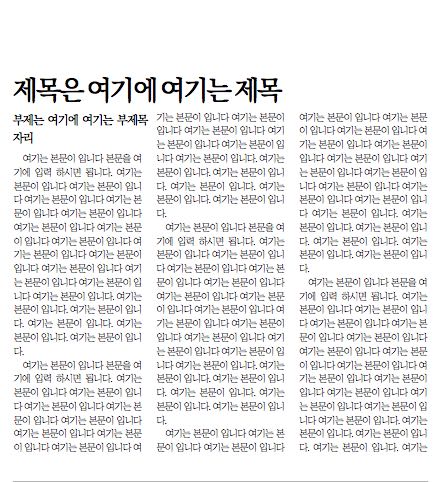 제목은 여기에 여기는 제목
부제는 여기에 여기는 부제목
자리
여기는 본문이 입니다 본문을 여
기에 입력 하시면 됩니다. 여기는
본문이 입니다 여기는 본문이 입니
다 여기는 본문이 입니다 여기는 본
문이 입니다 여기는 본문이 입니다
여기는 본문이 입니다 여기는 본문
이 입니다 여기는 본문이 입니다 여
기는 본문이 입니다 여기는 본문이
입니다 여기는 본문이 입니다 여기
는 본문이 입니다 여기는 본문이 입
니다 여기는 본문이 입니다. 여기는
본문이 입니다. 여기는 본문이 입니
다. 여기는 본문이 입니다. 여기는
본문이 입니다. 여기는 본문이 입니
다.
여기는 본문이 입니다 본문을 여
기에 입력 하시면 됩니다. 여기는
본문이 입니다 여기는 본문이 입니
다 여기는 본문이 입니다 여기는 본
문이 입니다 여기는 본문이 입니다
여기는 본문이 입니다 여기는 본문
이 입니다 여기는 본문이 입니다 여
기는 본문이 입니다 여기는 본문이
입니다 여기는 본문이 입니다 여기
는 본문이 입니다 여기는 본문이 입
니다 여기는 본문이 입니다. 여기는
본문이 입니다. 여기는 본문이 입니
다. 여기는 본문이 입니다. 여기는
본문이 입니다. 여기는 본문이 입니
다.
여기는 본문이 입니다 본문을 여
기에 입력 하시면 됩니다. 여기는
본문이 입니다 여기는 본문이 입니
다 여기는 본문이 입니다 여기는 본
문이 입니다 여기는 본문이 입니다
여기는 본문이 입니다 여기는 본문
이 입니다 여기는 본문이 입니다 여
기는 본문이 입니다 여기는 본문이
입니다 여기는 본문이 입니다 여기
는 본문이 입니다 여기는 본문이 입
니다 여기는 본문이 입니다. 여기는
본문이 입니다. 여기는 본문이 입니
다. 여기는 본문이 입니다. 여기는
본문이 입니다. 여기는 본문이 입니
다.
여기는 본문이 입니다 여기는 본
문이 입니다 여기는 본문이 입니다
여기는 본문이 입니다 여기는 본문
이 입니다 여기는 본문이 입니다 여
기는 본문이 입니다 여기는 본문이
입니다 여기는 본문이 입니다 여기
는 본문이 입니다 여기는 본문이 입
니다 여기는 본문이 입니다. 여기는
본문이 입니다. 여기는 본문이 입니
다. 여기는 본문이 입니다. 여기는
본문이 입니다. 여기는 본문이 입니
다. 여기는 본문이 입니다. 여기는
본문이 입니다. 여기는 본문이 입니
다.
여기는 본문이 입니다 본문을 여
기에 입력 하시면 됩니다. 여기는
본문이 입니다 여기는 본문이 입니
다 여기는 본문이 입니다 여기는 본
문이 입니다 여기는 본문이 입니다
여기는 본문이 입니다 여기는 본문
이 입니다 여기는 본문이 입니다 여
기는 본문이 입니다 여기는 본문이
입니다 여기는 본문이 입니다 여기
는 본문이 입니다 여기는 본문이 입
니다 여기는 본문이 입니다. 여기는
본문이 입니다. 여기는 본문이 입니
다. 여기는 본문이 입니다. 여기는